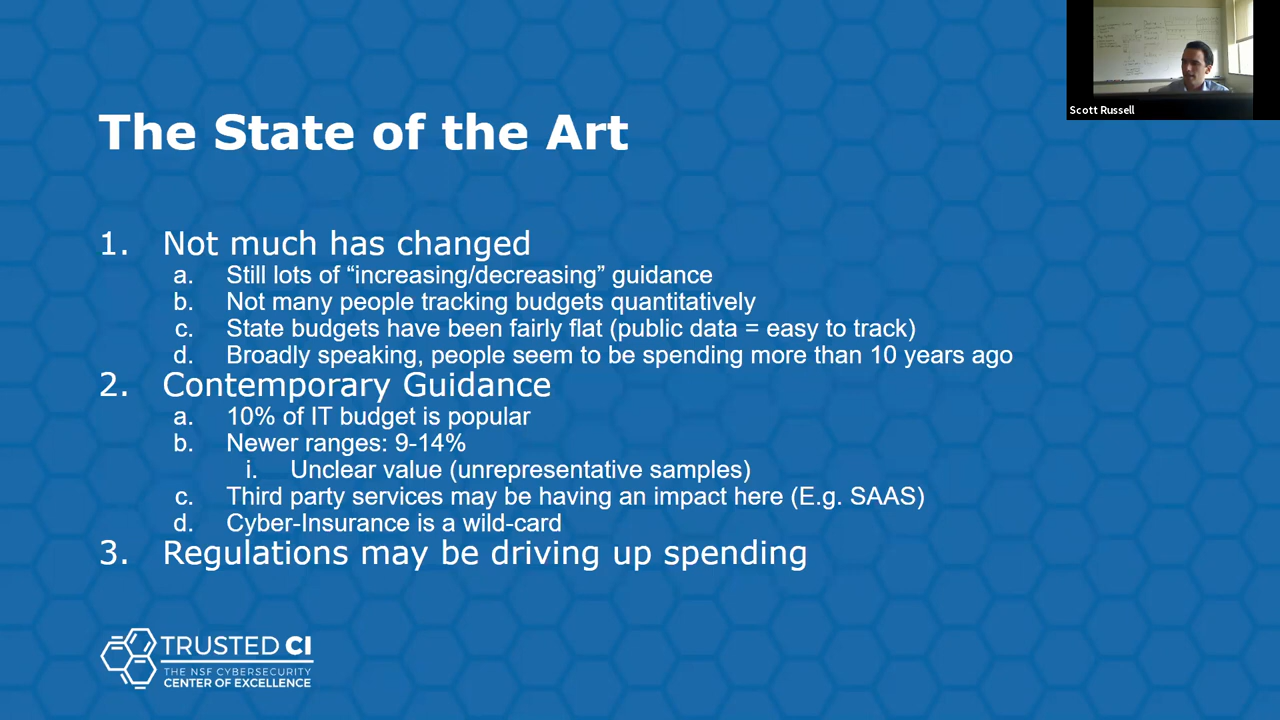 Scott Russell
The State of the Art
1. Not much has changed
a. Still lots of “increasing/decreasing” guidance
b. Not many people tracking budgets quantitatively
c. State budgets have been fairly flat (public data = easy to track)
d. Broadly speaking, people seem to be spending more than 10 years ago
2. Contemporary Guidance
a. 10% of IT budget is popular
b. Newer ranges: 9-14%
i. Unclear value (unrepresentative samples)
c. Third party services may be having an impact here (E.g. SAAS)
d. Cyber-Insurance is a wild-card
3. Regulations may be driving up spending
TRUSTED CI
THE NSF CYBERSECURITY
CENTER OF EXCELLENCE